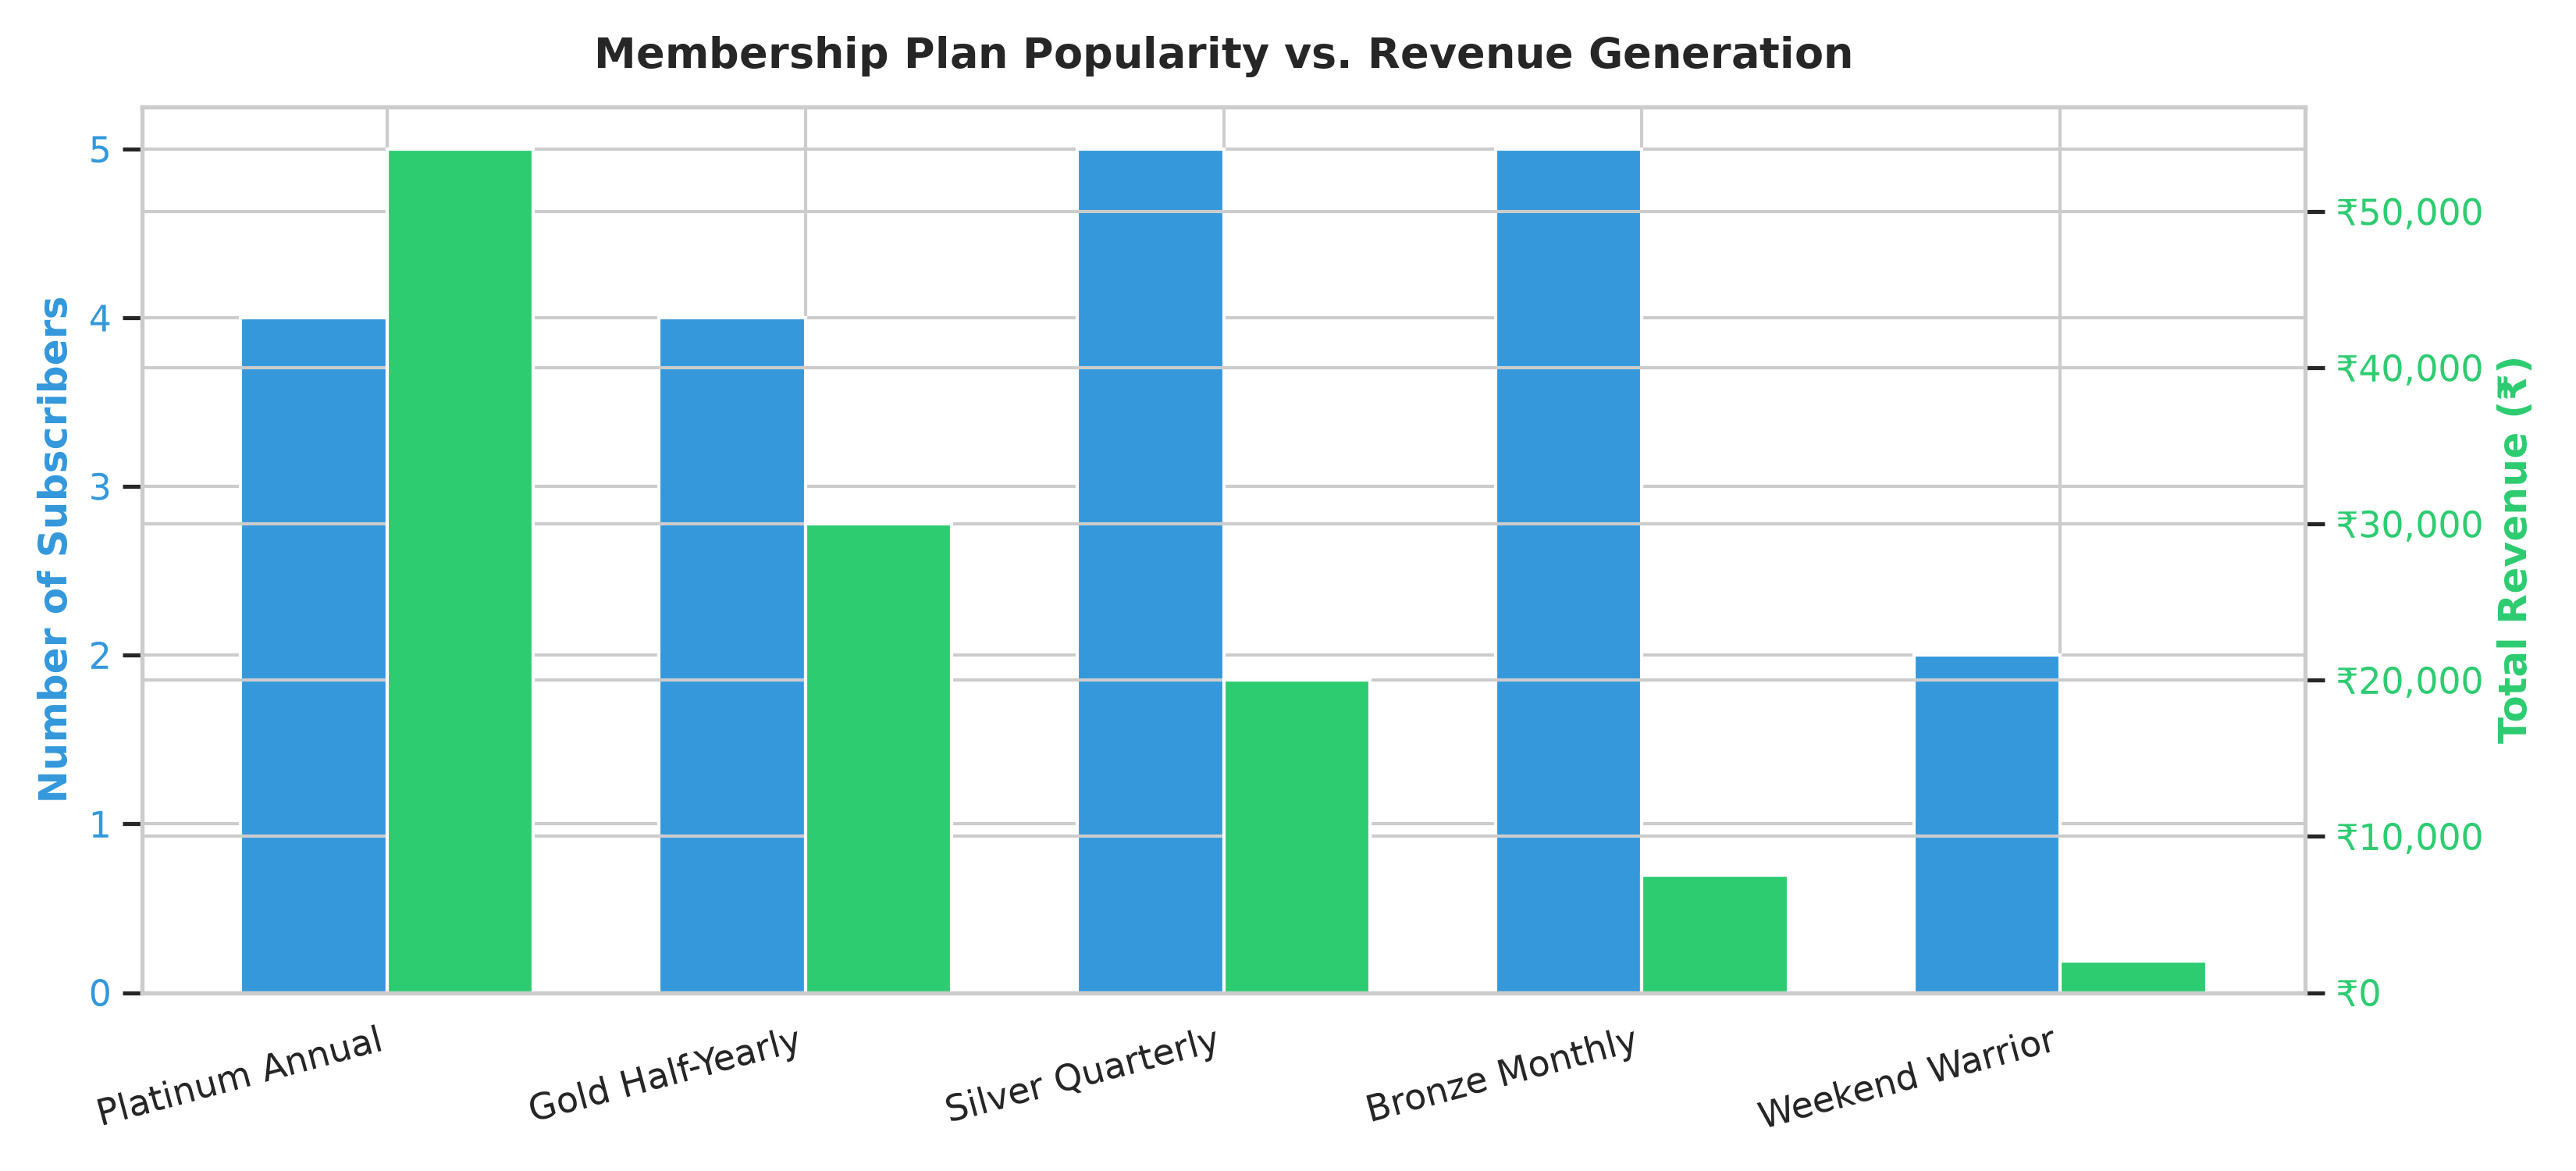 Membership Plan Popularity vs. Revenue Generation
Number of Subscribers
5
4
3
2
1
0
₹50,000
₹40,000
₹30,000
₹20,000
₹10,000
₹0
Total Revenue (₹)
Platinum Annual
Gold Half-Yearly
Silver Quarterly
Bronze Monthly
Weekend Warrior